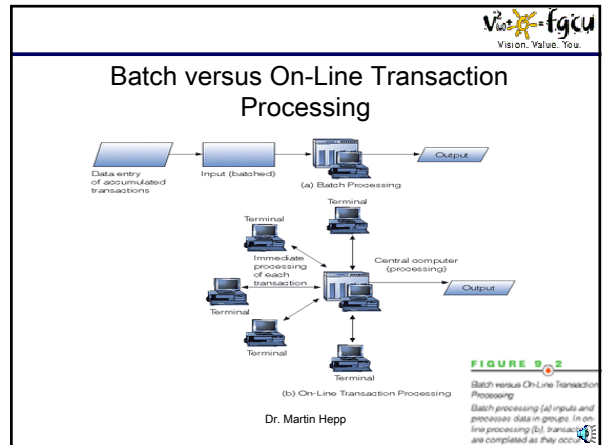 fgcu
Vision. Value. You.
Batch versus On-Line Transaction
Processing
Data entry
of accumulated
transactions
Input (batched)
(a) Batch Processing
Output
Terminal
Terminal
Immediate
processing
of each
transaction
Central computer
(processing)
Output
Terminal
Terminal
Terminal
(b) On-Line Transaction Processing
Dr. Martin Hepp
FIGURE 9.2
Batch versus On-Line Transaction
Processing
Batch processing (a) inputs and
processes data in groups. In on-
line processing (b),
are completed as they occur